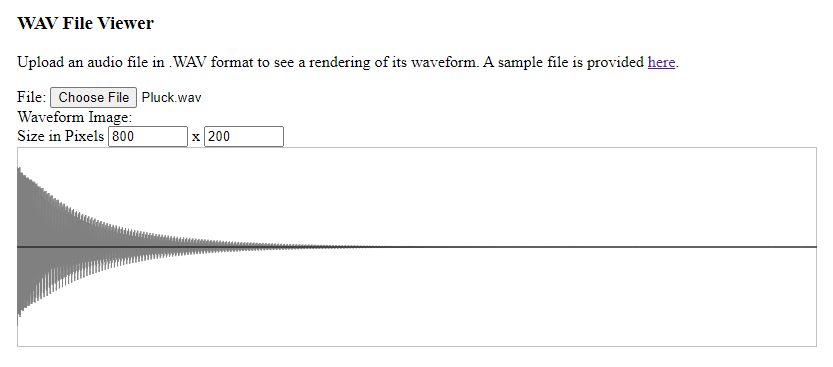 WAV File Viewer
Upload an audio file in .WAV format to see a rendering of its waveform. A sample file is provided here.
File: Choose File Pluck.wav
Waveform Image:
Size in Pixels 800 x 200